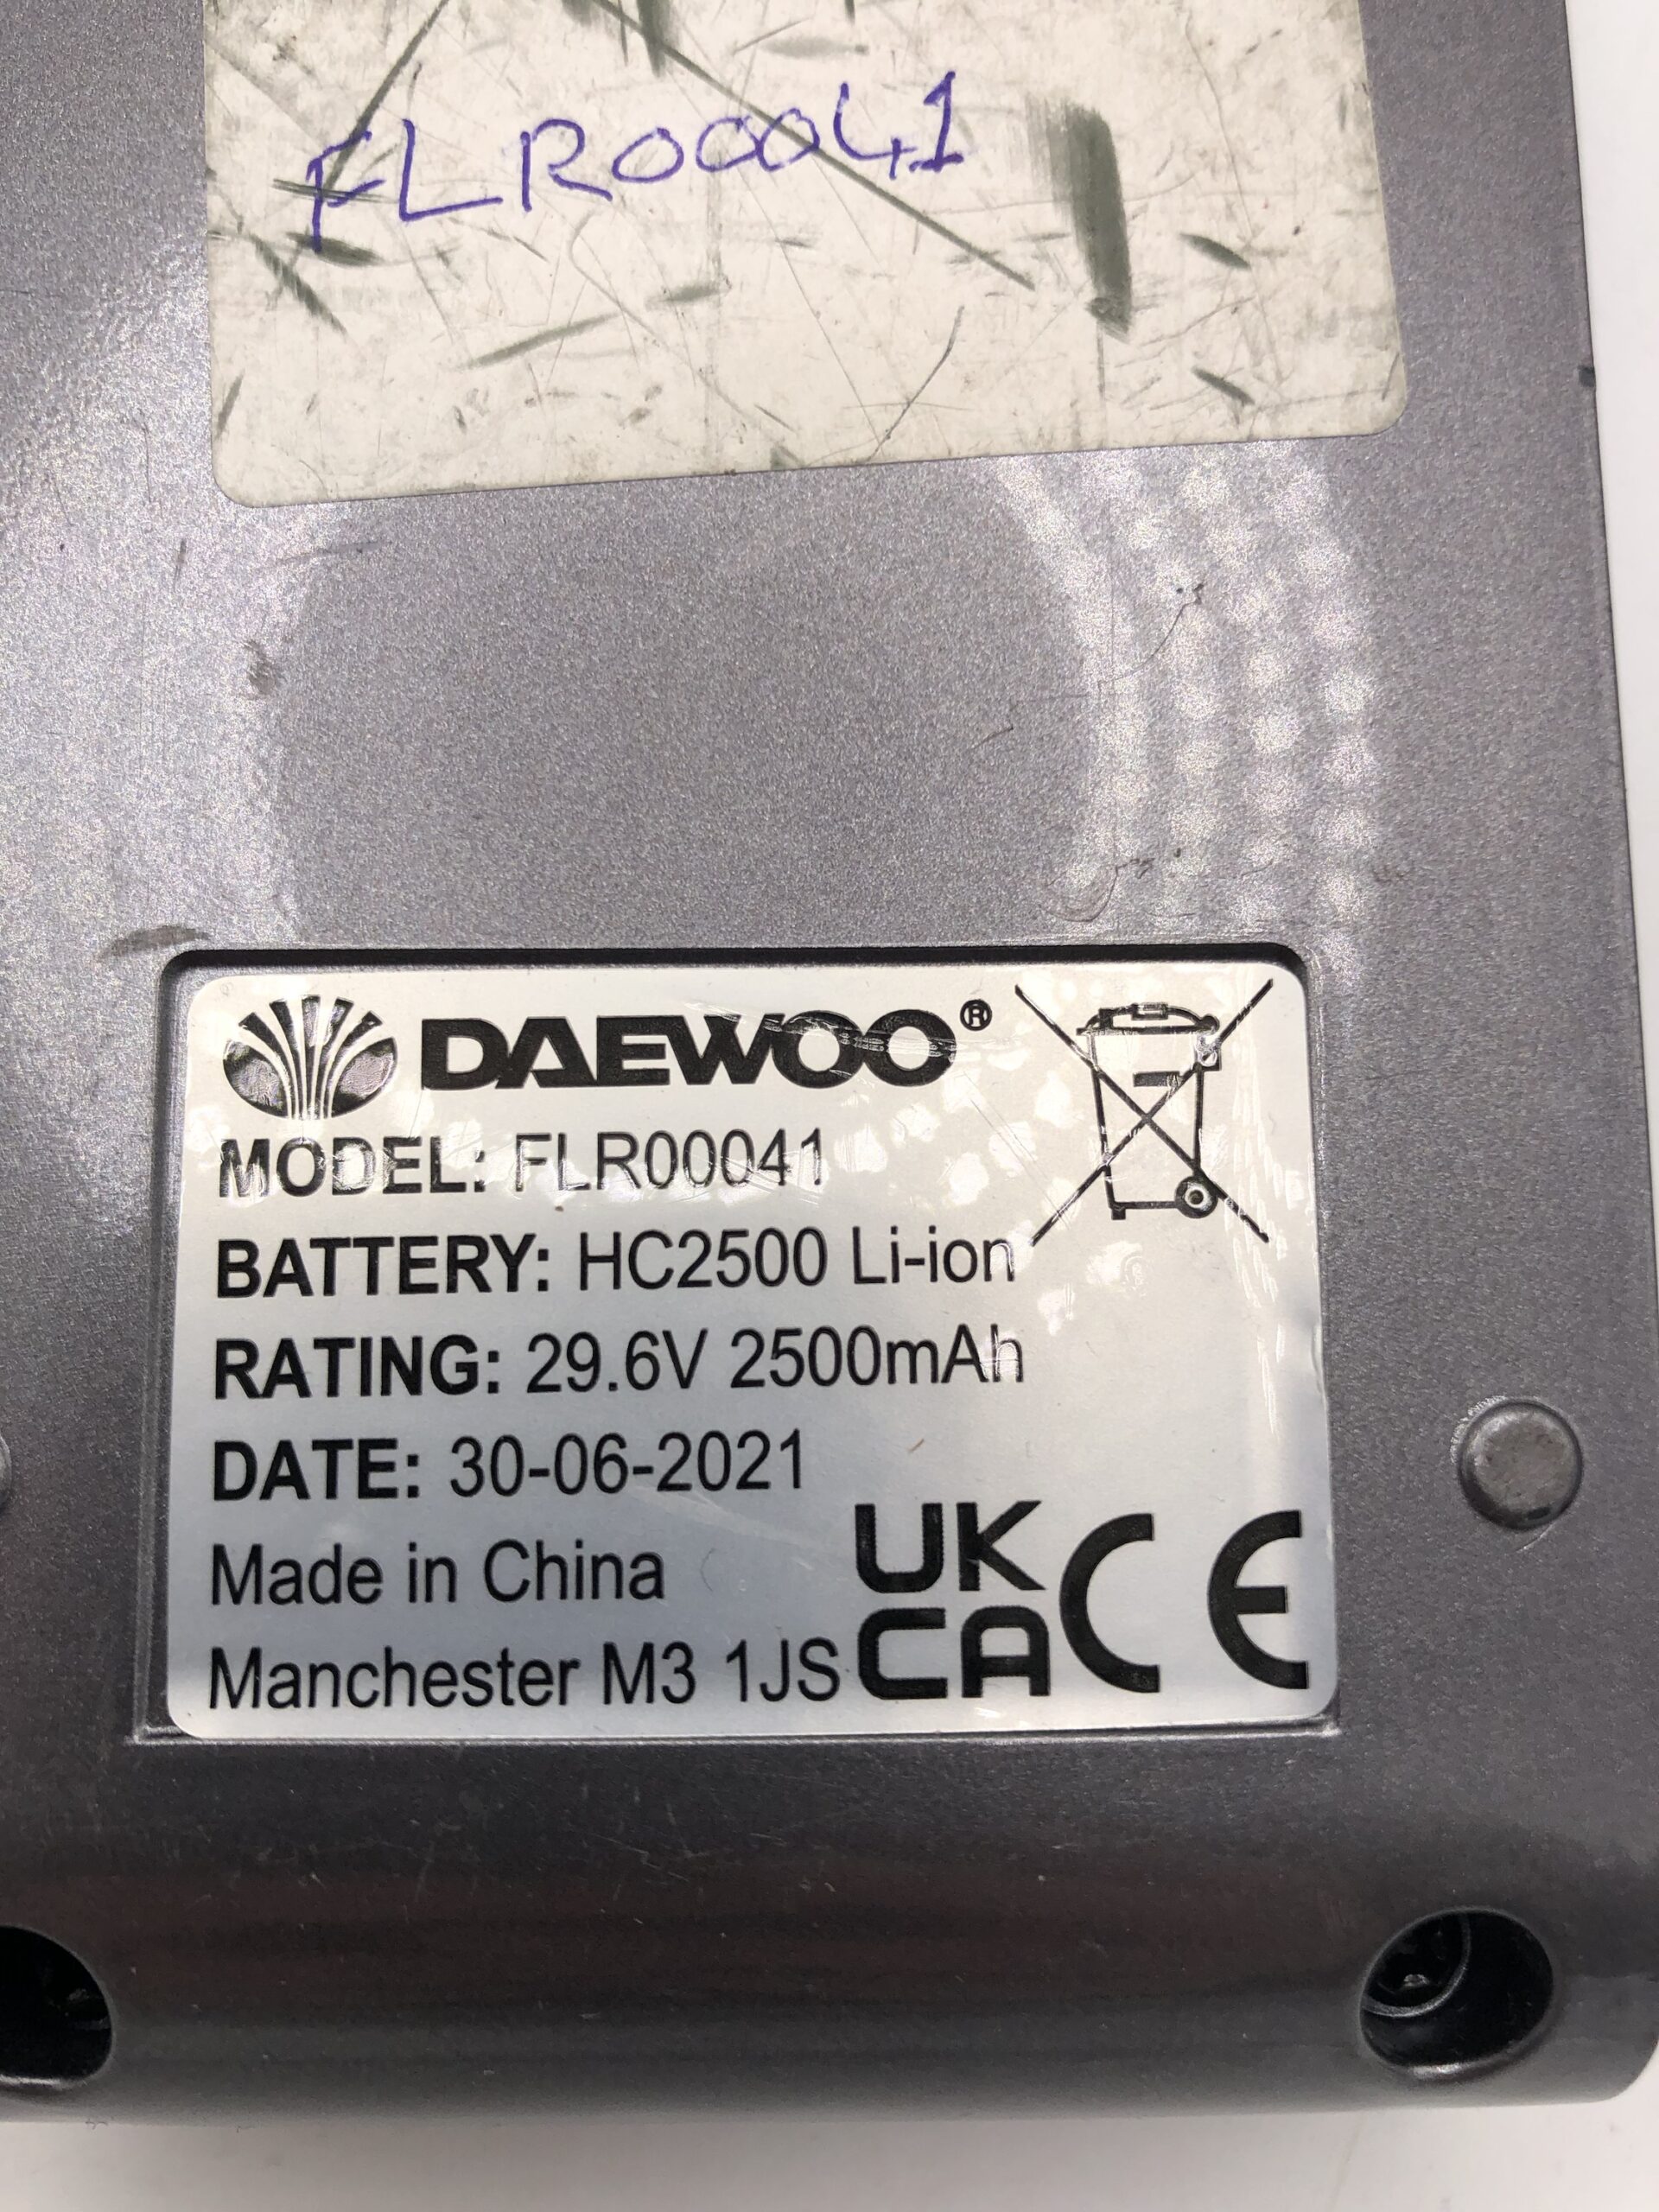 FLR00041
DAEWOO®
MODEL: FLR00041
BATTERY: HC2500 Li-ion
RATING: 29.6V 2500mAh
DATE: 30-06-2021
Made in China
Manchester M3 1JS
UK
CA CE